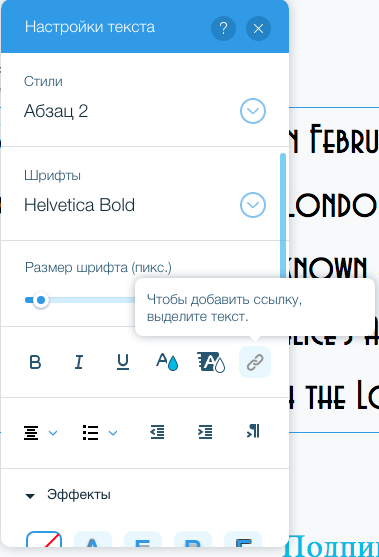 Настройки текста ? ×
Стили
Абзац 2
n Febru
Шрифты
Helvetica Bold
Londo
Размер шрифта (пикс.)
known
Чтобы добавить ссылку,
выделите текст.
B I U A A
h the Lo
Эффекты
Подпи